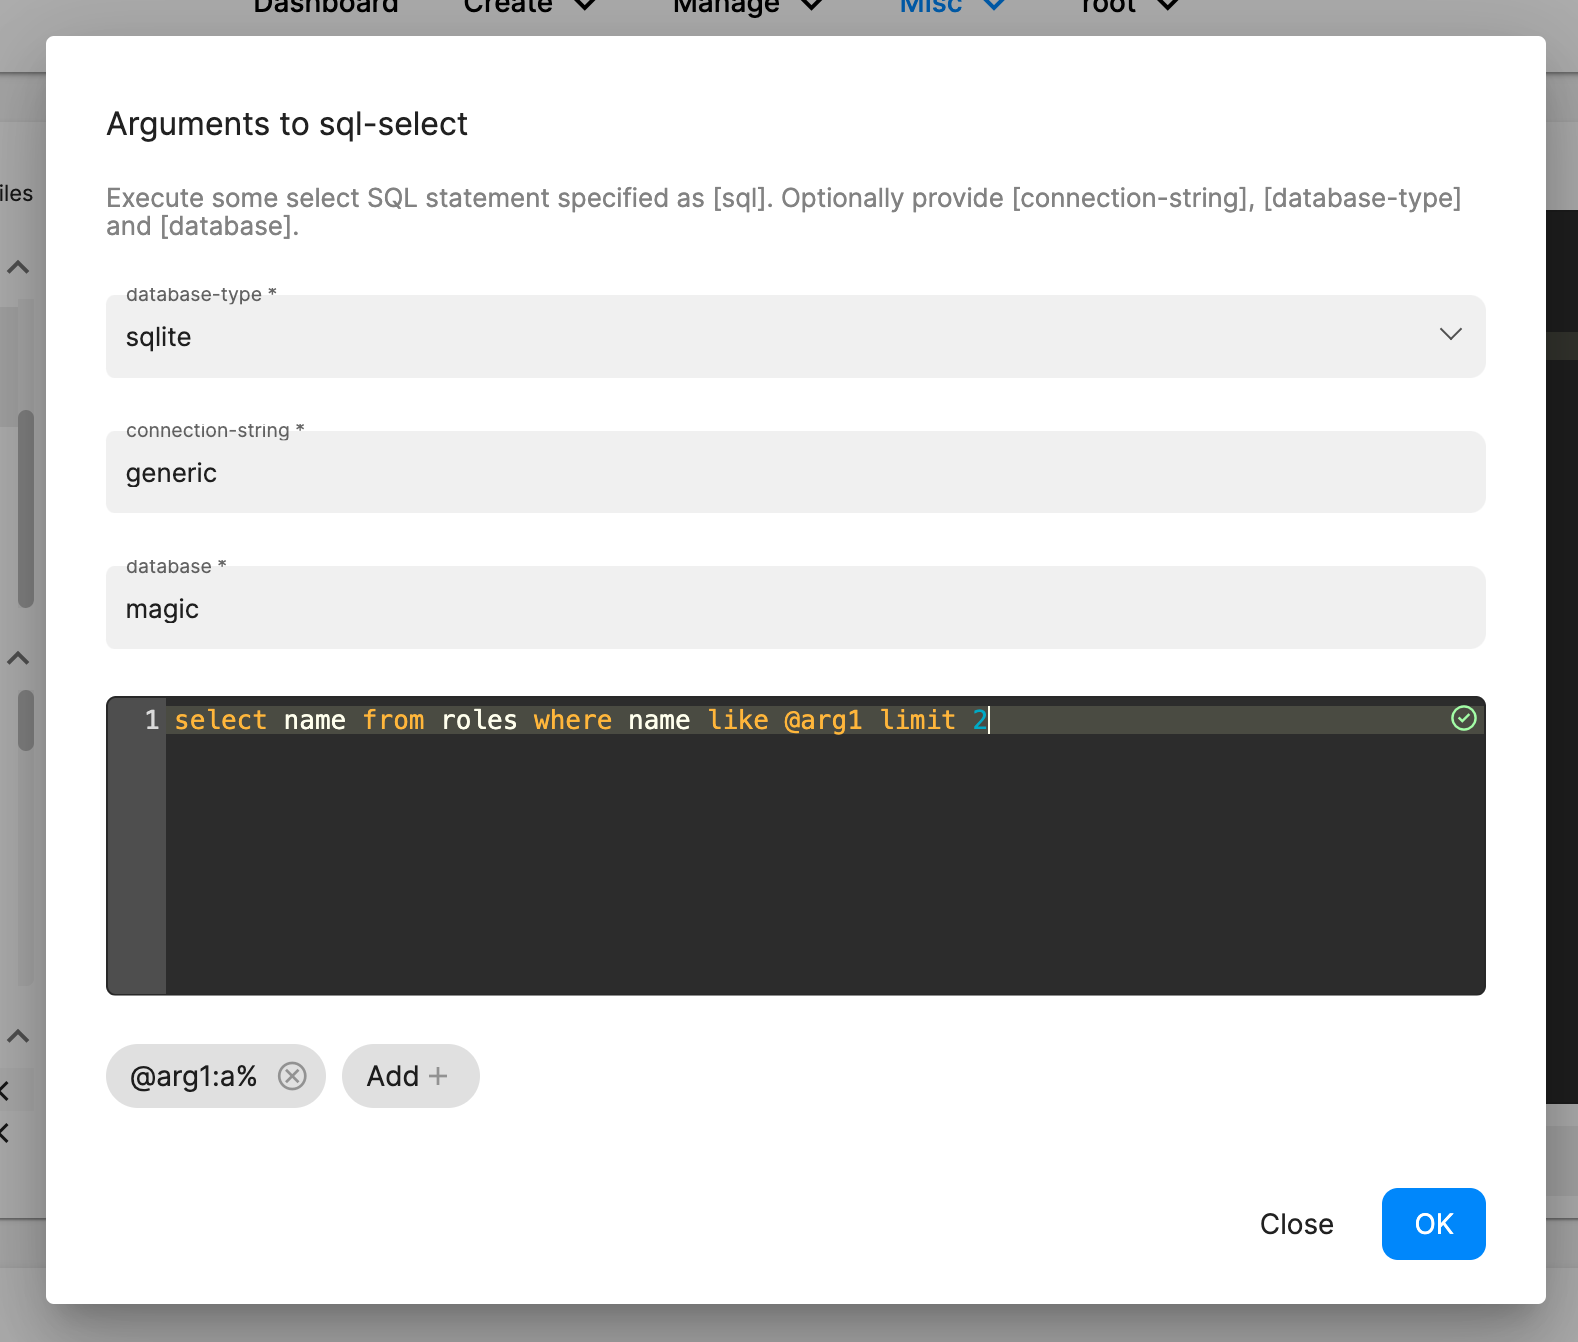 Dashboard Create Manage Misc root
Arguments to sql-select
Execute some select SQL statement specified as [sql]. Optionally provide [connection-string], [database-type]
and [database].
iles
database-type *
sqlite
connection-string *
generic
database *
magic
1 select name from roles where name like @arg1 limit 2
@arg1:a% Add +
Close OK